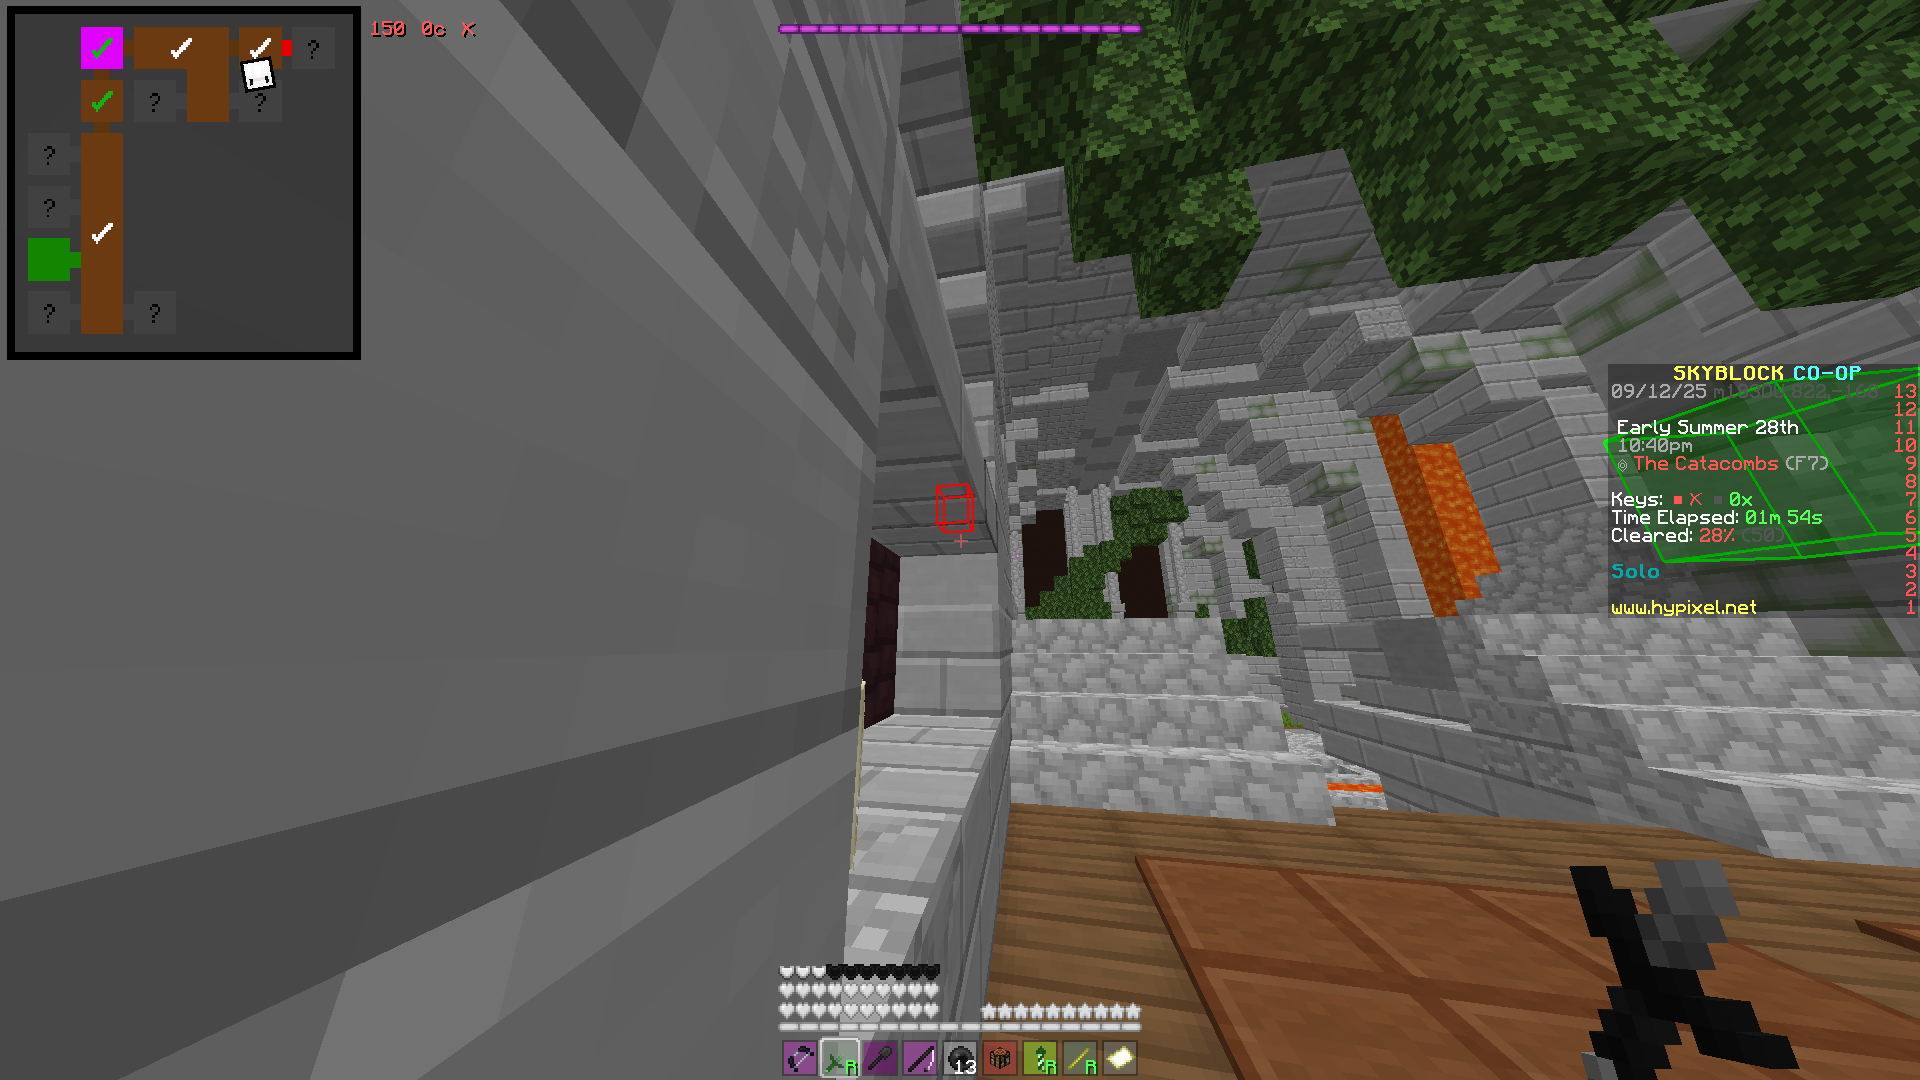 150 0c ✕
?
?
?
?
?
?
?
SKYBLOCK CO-OP
09/12/25
13
12
Early Summer 28th
11
10:40pm
10
The Catacombs (F7)
9
8
Keys: ■ ✕ ■ 0x
7
Time Elapsed: 01m 54s
6
Cleared: 28% (50)
5
4
Solo
3
2
www.hypixel.net
1
R
13
R
R